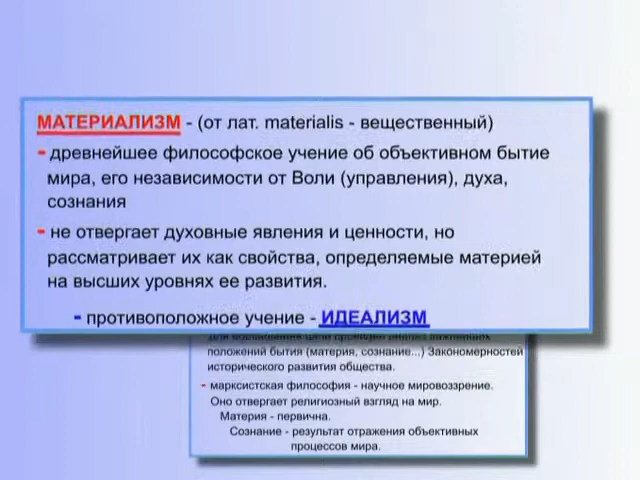 МАТЕРИАЛИЗМ - (от лат. materialis - вещественный)
- древнейшее философское учение об объективном бытие
мира, его независимости от Воли (управления), духа,
сознания
- не отвергает духовные явления и ценности, но
рассматривает их как свойства, определяемые материей
на высших уровнях ее развития.
- противоположное учение - ИДЕАЛИЗМ
положений бытия (материя, сознание...) Закономерностей
исторического развития общества.
- марксистская философия - научное мировоззрение.
Оно отвергает религиозный взгляд на мир.
Материя - первична.
Сознание - результат отражения объективных
процессов мира.